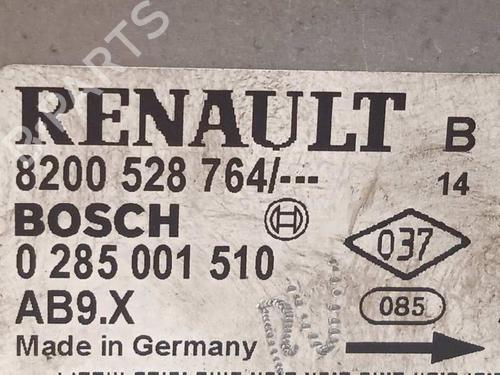 RENAULT B
8200 528 764/--- 14
BOSCH
037
0 285 001 510
AB9.X 085
Made in Germany